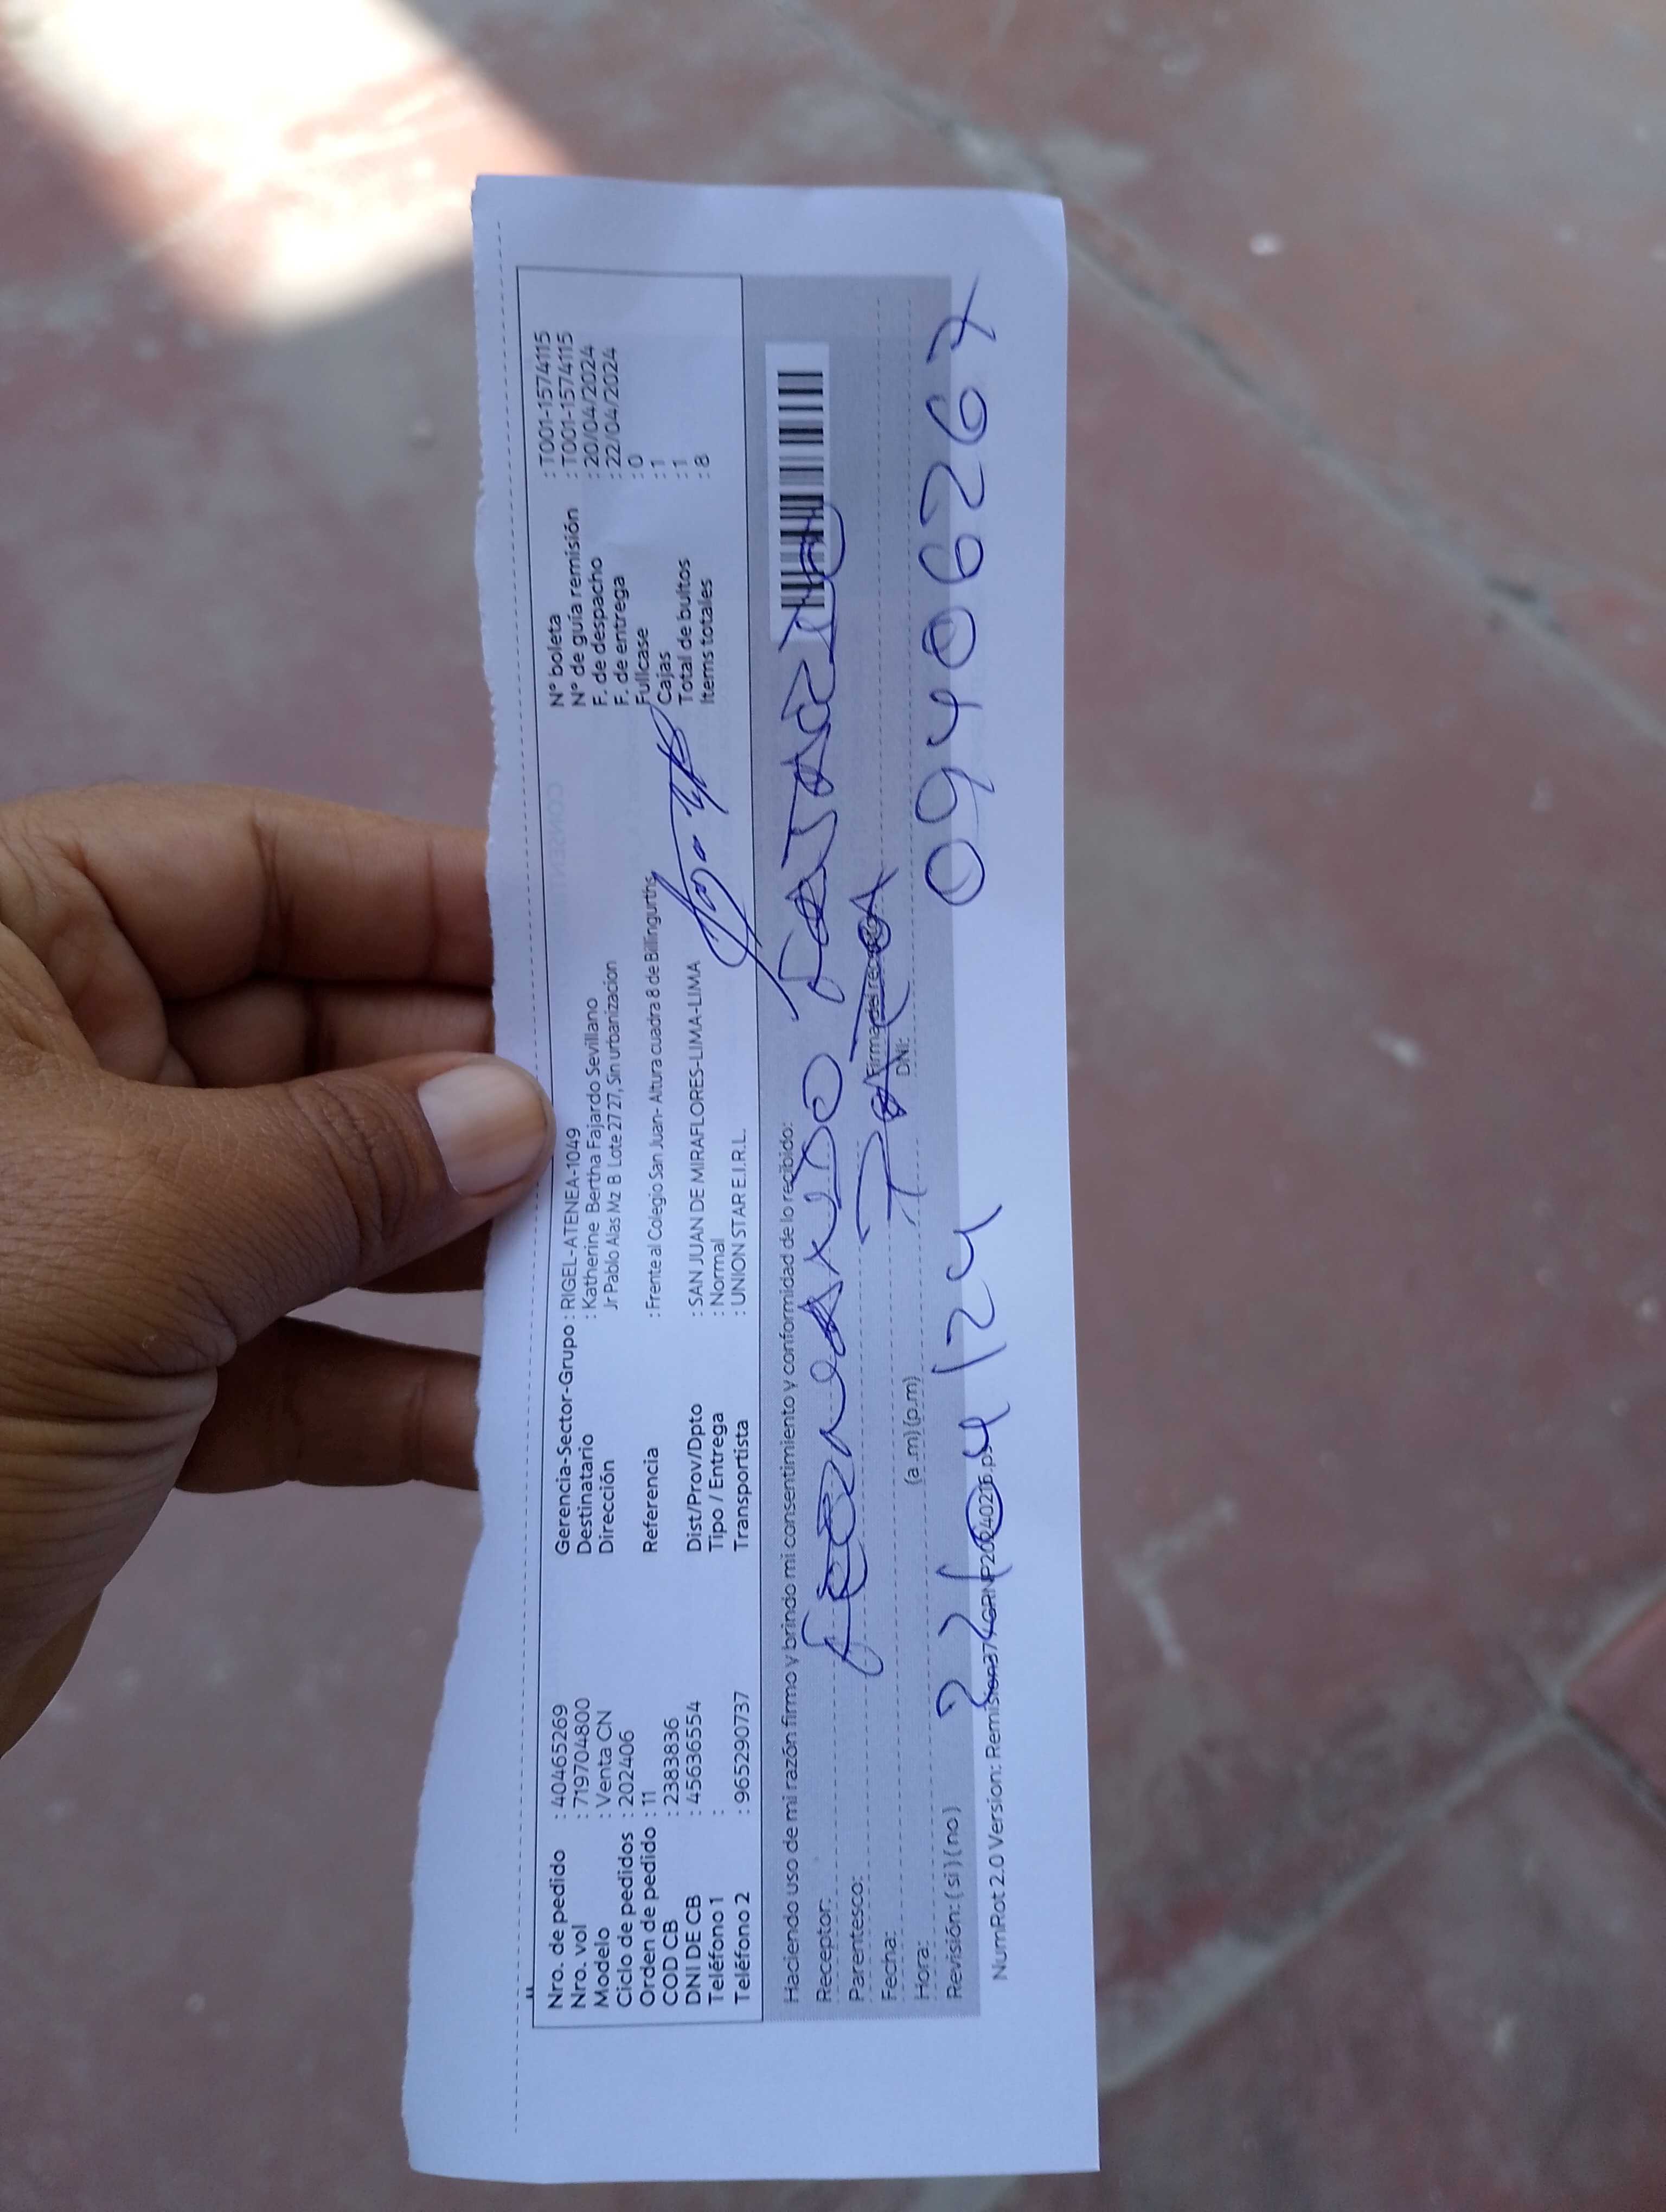 Nro. de pedido : 40465269
Nro. vol : 719704800
Modelo : Venta CN
Ciclo de pedidos : 202406
Orden de pedido : 11
COD CB : 2383836
DNI DE CB : 45636554
Teléfono 1 :
Teléfono 2 : 965290737
Gerencia-Sector-Grupo : RIGEL-ATENEA-1049
Destinatario : Katherine Bertha Fajardo Sevillano
Dirección Jr Pablo Alas Mz B Lote 27 27, Sin urbanizacion
Referencia : Frente al Colegio San Juan- Altura cuadra 8 de Billingurths
Dist/Prov/Dpto : SAN JUAN DE MIRAFLORES-LIMA-LIMA
Tipo / Entrega : Normal
Transportista : UNION STAR E.I.R.L.
N° boleta : T001-1574115
N° de guía remisión : T001-1574115
F. de despacho : 20/04/2024
F. de entrega : 22/04/2024
Fullcase : 0
Cajas : 1
Total de bultos : 1
Items totales : 8
Haciendo uso de mi razón firmo y brindo mi consentimiento y conformidad de lo recibido:
Receptor:
Parentesco:
Fecha:
Firma del receptor
DNI: 09406267
Hora: (a.m) (p.m)
Revisión: (si) (no)
NumRot 2.0 Version: